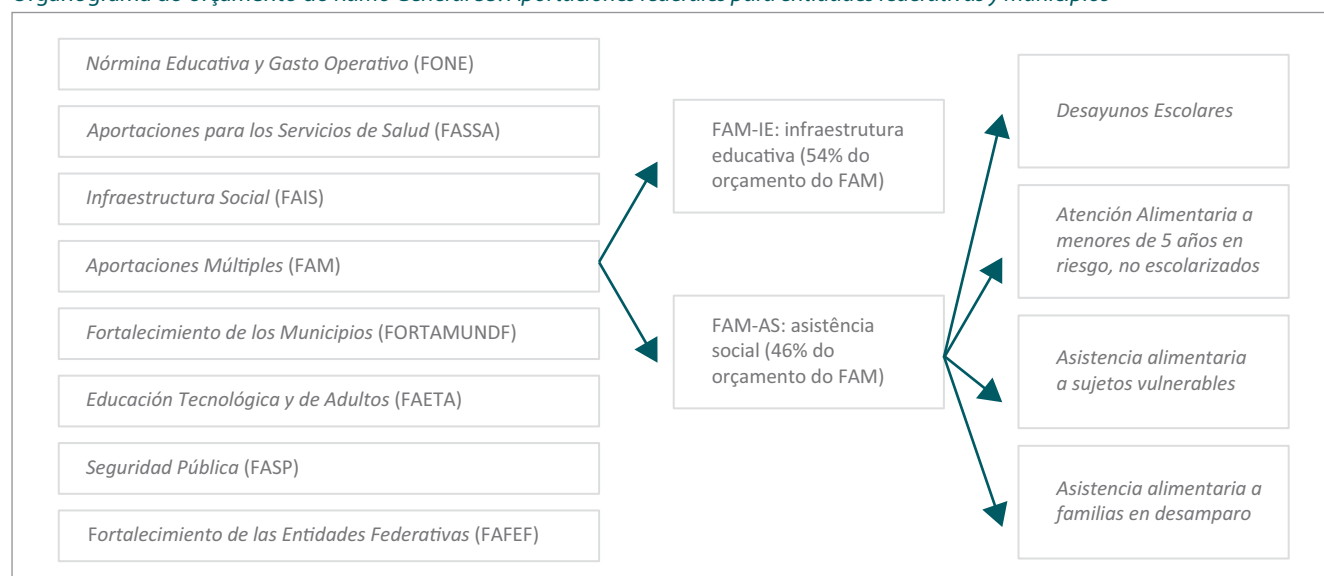 Nórmina Educativa y Gasto Operativo (FONE)
Aportaciones para los Servicios de Salud (FASSA)
Infraestructura Social (FAIS)
Aportaciones Múltiples (FAM)
Fortalecimiento de los Municipios (FORTAMUNDF)
Educación Tecnológica y de Adultos (FAETA)
Seguridad Pública (FASP)
Fortalecimiento de las Entidades Federativas (FAFEF)
FAM-IE: infraestrutura
educativa (54% do
orçamento do FAM)
FAM-AS: asistência
social (46% do
orçamento do FAM)
Desayunos Escolares
Atención Alimentaria a
menores de 5 años en
riesgo, no escolarizados
Asistencia alimentaria
a sujetos vulnerables
Asistencia alimentaria a
familias en desamparo